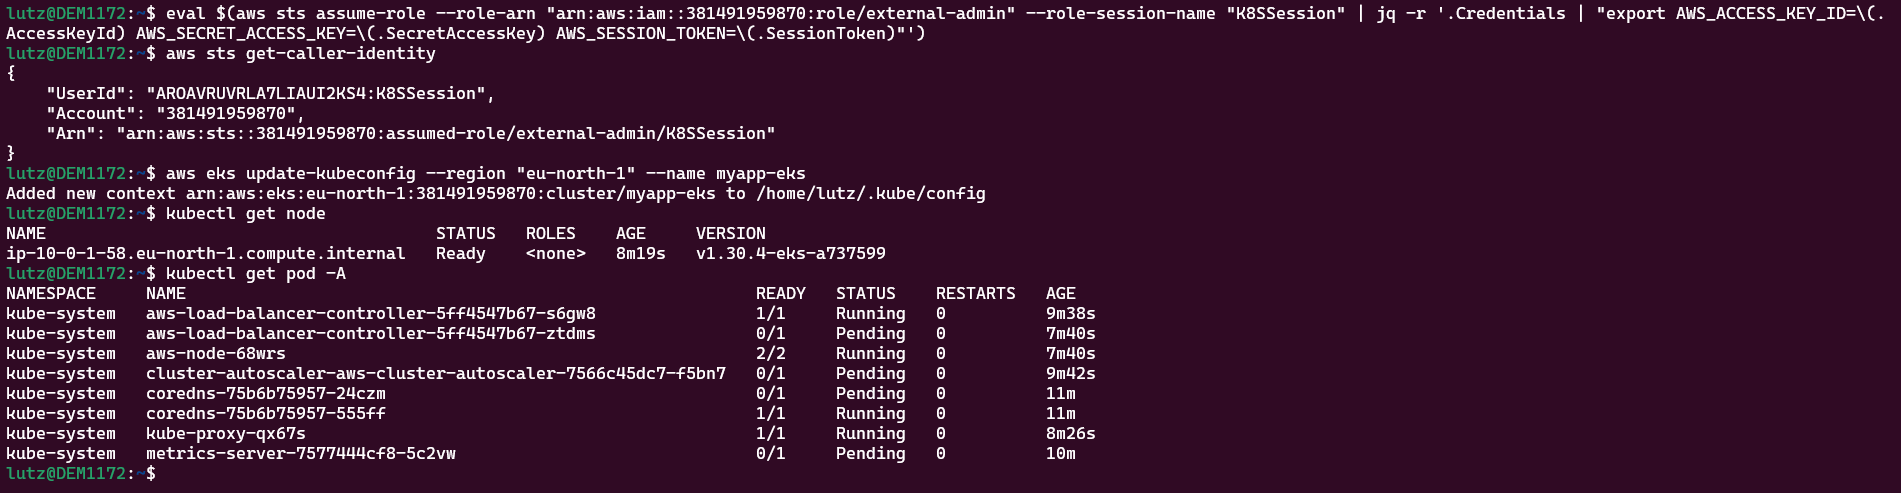 lutz@DEM1172:~$ eval $(aws sts assume-role --role-arn "arn:aws:iam::381491959870:role/external-admin" --role-session-name "K8SSession" | jq -r '.Credentials | "export AWS_ACCESS_KEY_ID=\(.
AccessKeyId) AWS_SECRET_ACCESS_KEY=\(.SecretAccessKey) AWS_SESSION_TOKEN=\(.SessionToken)"')
lutz@DEM1172:~$ aws sts get-caller-identity
{
    "UserId": "AROAVRUVRLA7LIAUI2KS4:K8SSession",
    "Account": "381491959870",
    "Arn": "arn:aws:sts::381491959870:assumed-role/external-admin/K8SSession"
}
lutz@DEM1172:~$ aws eks update-kubeconfig --region "eu-north-1" --name myapp-eks
Added new context arn:aws:eks:eu-north-1:381491959870:cluster/myapp-eks to /home/lutz/.kube/config
lutz@DEM1172:~$ kubectl get node
NAME                                       STATUS   ROLES    AGE     VERSION
ip-10-0-1-58.eu-north-1.compute.internal   Ready    <none>   8m19s   v1.30.4-eks-a737599
lutz@DEM1172:~$ kubectl get pod -A
NAMESPACE     NAME                                                         READY   STATUS    RESTARTS   AGE
kube-system   aws-load-balancer-controller-5ff4547b67-s6gw8                1/1     Running   0          9m38s
kube-system   aws-load-balancer-controller-5ff4547b67-ztdms                0/1     Pending   0          7m40s
kube-system   aws-node-68wrs                                               2/2     Running   0          7m40s
kube-system   cluster-autoscaler-aws-cluster-autoscaler-7566c45dc7-f5bn7   0/1     Pending   0          9m42s
kube-system   coredns-75b6b75957-24czm                                     0/1     Pending   0          11m
kube-system   coredns-75b6b75957-555ff                                     1/1     Running   0          11m
kube-system   kube-proxy-qx67s                                             1/1     Running   0          8m26s
kube-system   metrics-server-7577444cf8-5c2vw                              0/1     Pending   0          10m
lutz@DEM1172:~$